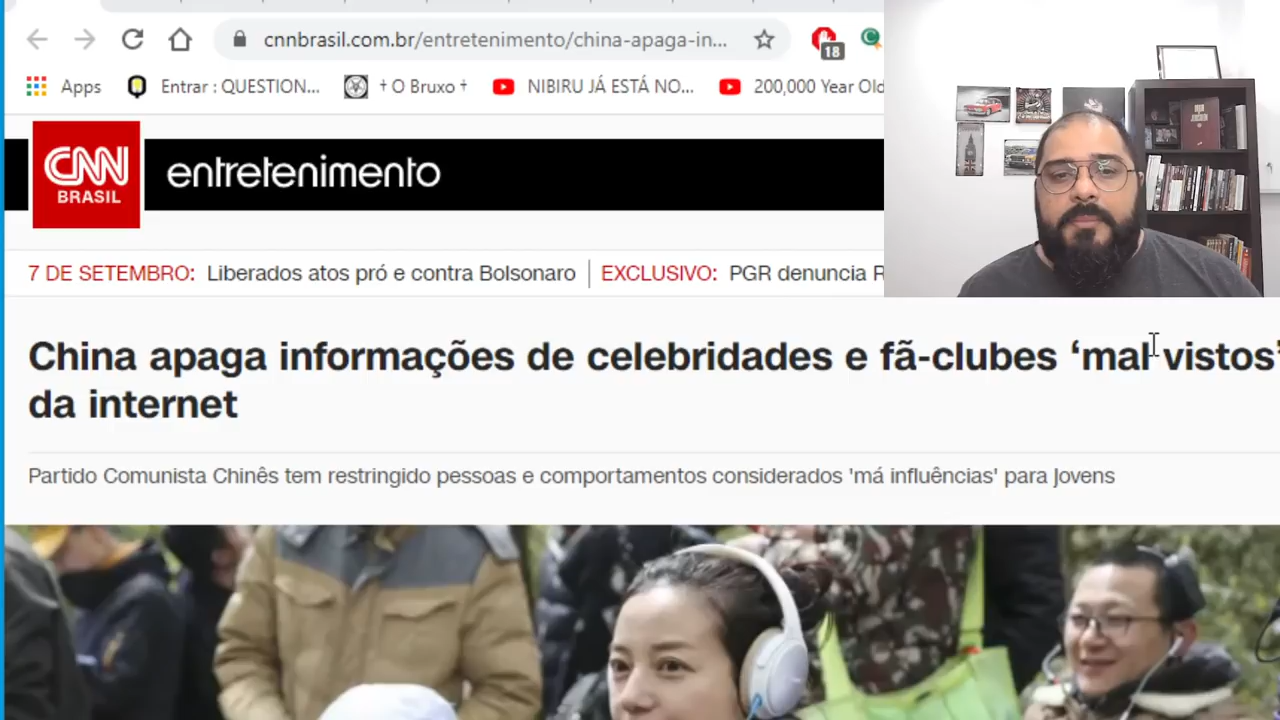 cnnbrasil.com.br/entretenimento/china-apaga-in...
18
Apps
Entrar : QUESTION...
† O Bruxo †
NIBIRU JÁ ESTÁ NO...
200,000 Year Old
CNN
BRASIL
entretenimento
7 DE SETEMBRO: Liberados atos pró e contra Bolsonaro
EXCLUSIVO: PGR denuncia R
China apaga informações de celebridades e fã-clubes ‘mal vistos’
da internet
Partido Comunista Chinês tem restringido pessoas e comportamentos considerados 'má influências' para Jovens